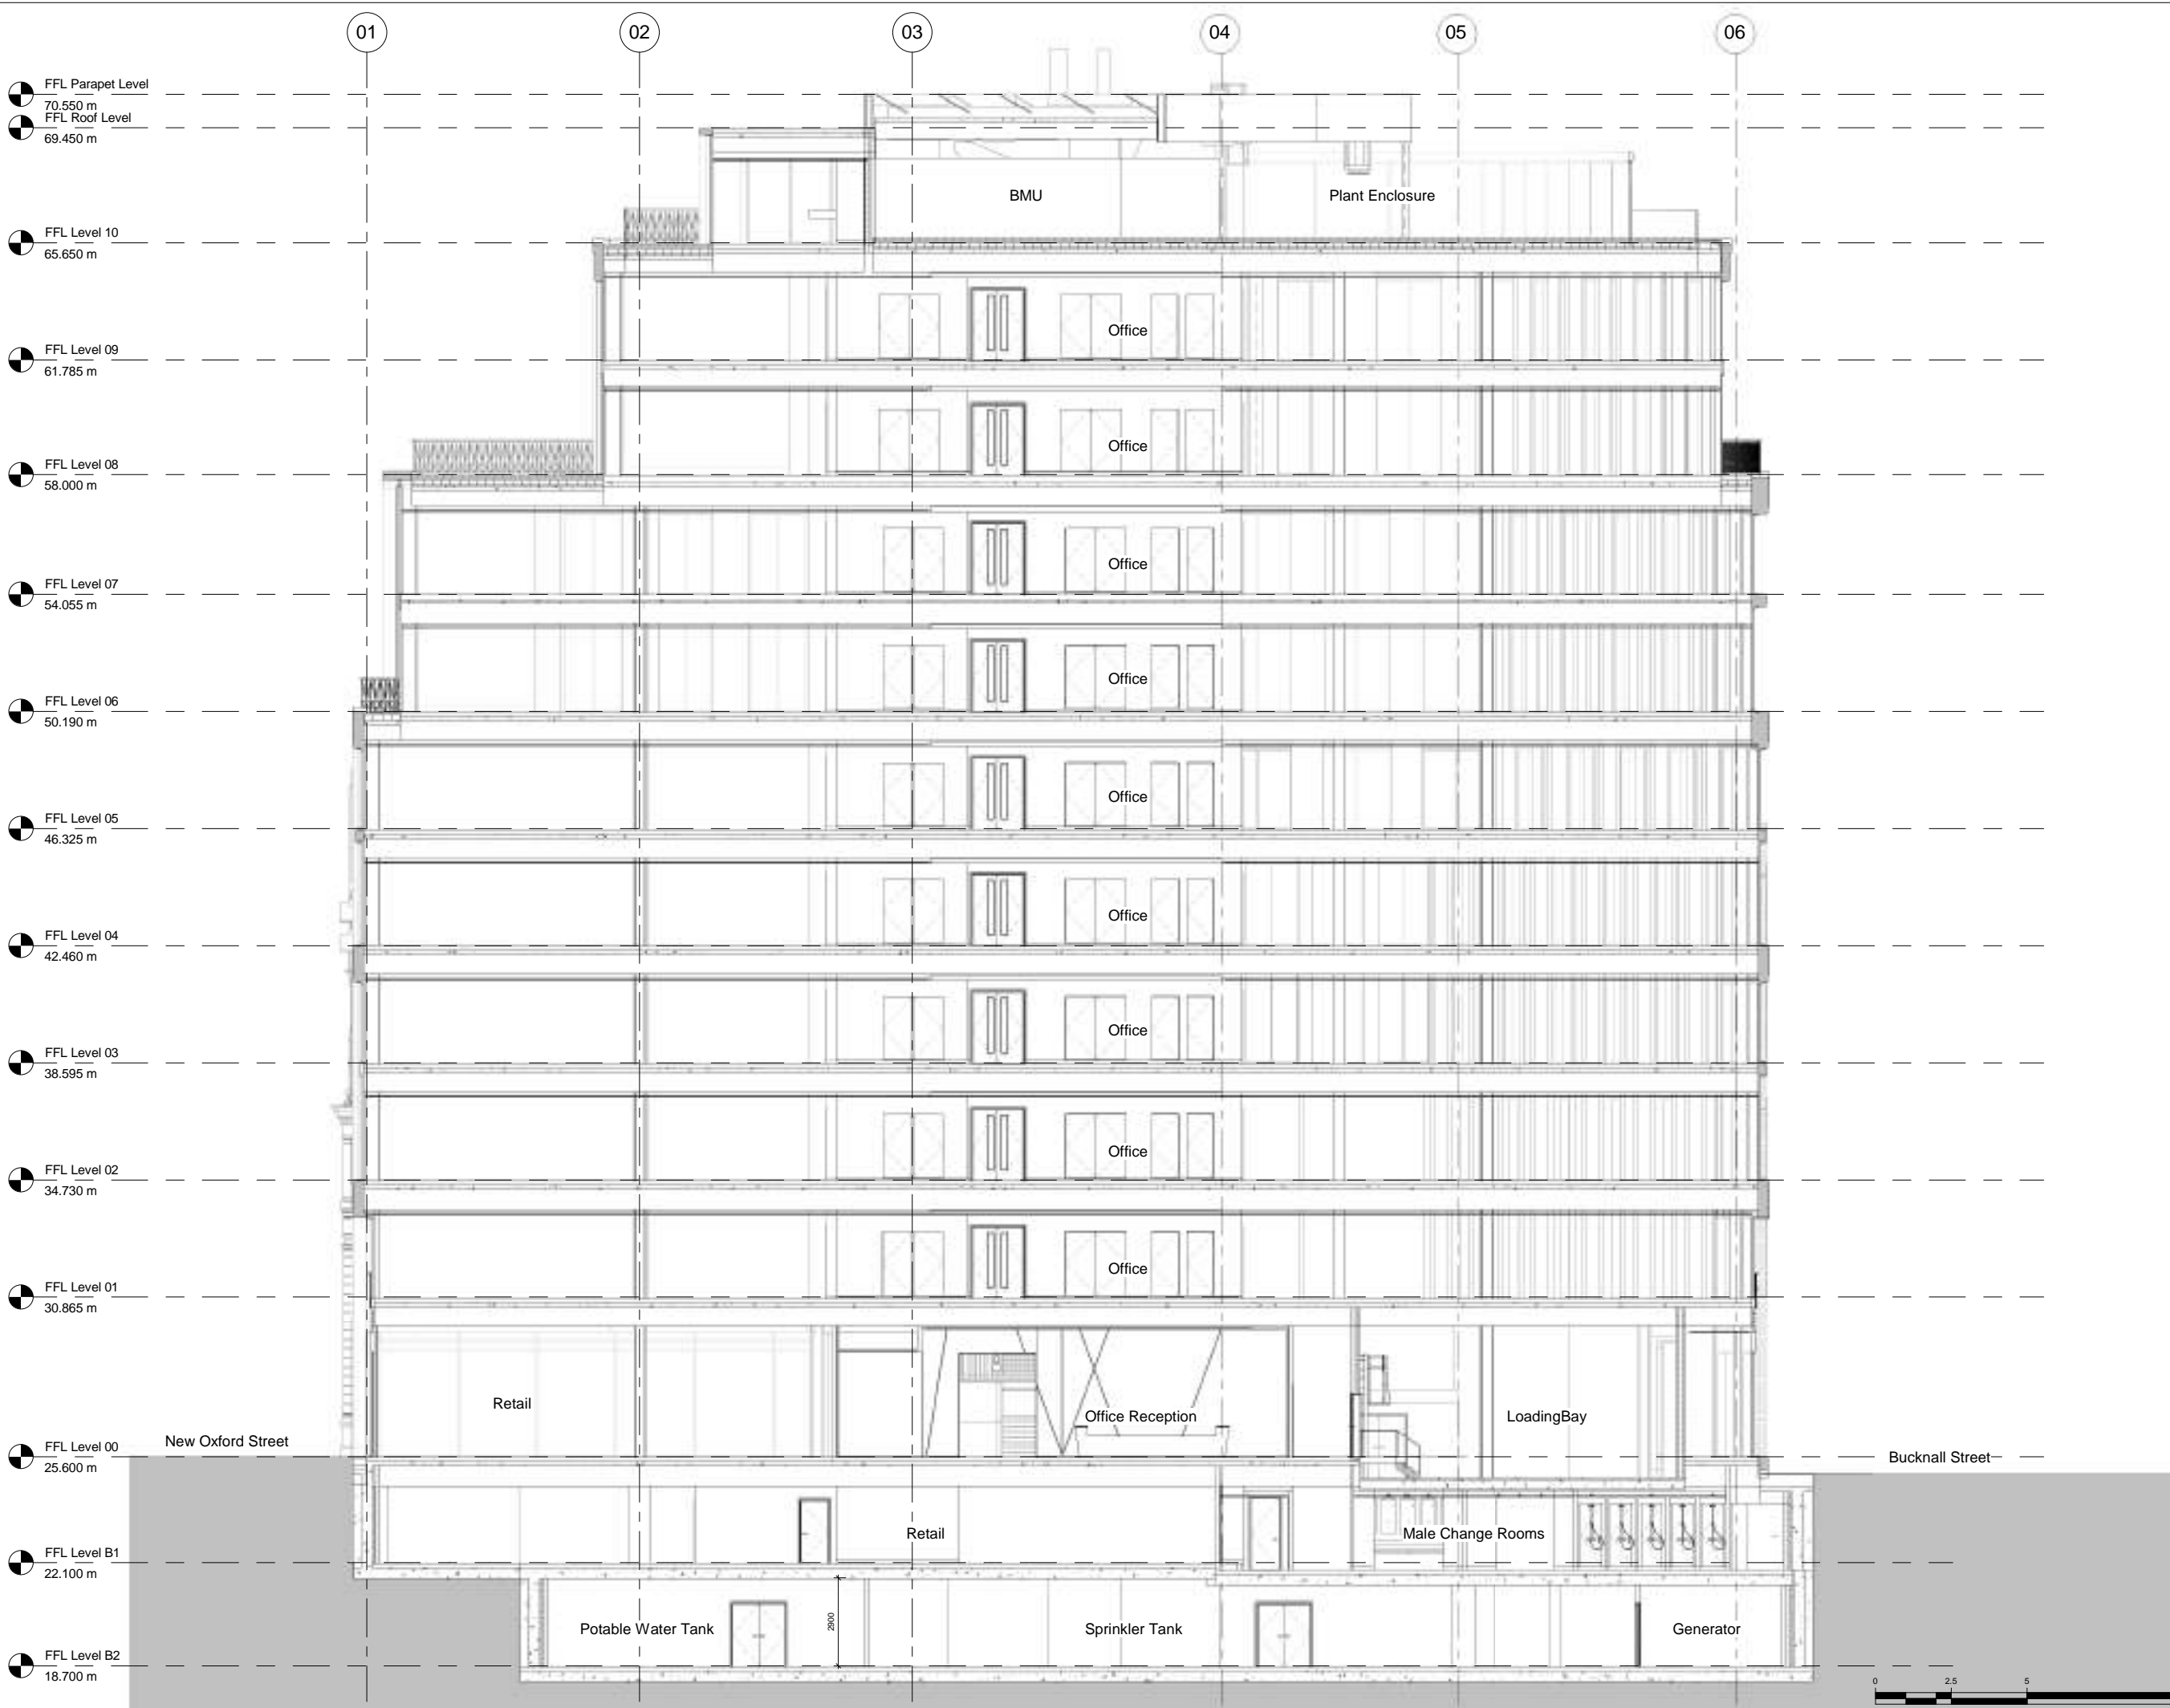 01 02 03 04 05 06
FFL Parapet Level
70.550 m
FFL Roof Level
69.450 m
BMU
Plant Enclosure
FFL Level 10
65.650 m
Office
FFL Level 09
61.785 m
Office
FFL Level 08
58.000 m
Office
FFL Level 07
54.055 m
Office
FFL Level 06
50.190 m
Office
FFL Level 05
46.325 m
Office
FFL Level 04
42.460 m
Office
FFL Level 03
38.595 m
Office
FFL Level 02
34.730 m
Office
FFL Level 01
30.865 m
Retail
Office Reception
LoadingBay
New Oxford Street
FFL Level 00
25.600 m
Bucknall Street
Retail
Male Change Rooms
FFL Level B1
22.100 m
Potable Water Tank
2900
Sprinkler Tank
Generator
FFL Level B2
18.700 m
0 2.5 5